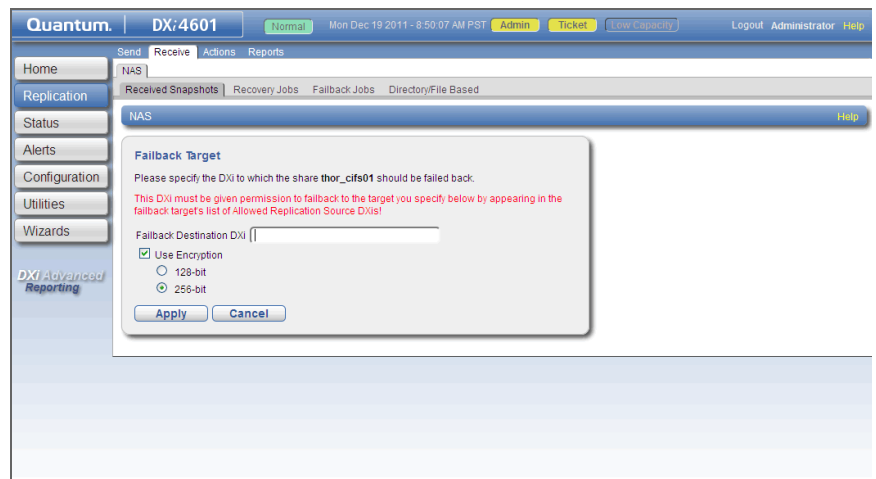 Quantum. DXi4601 Normal Mon Dec 19 2011 - 8:50:07 AM PST Admin Ticket Low Capacity Logout Administrator Help
Send Receive Actions Reports
Home
NAS
Replication
Received Snapshots Recovery Jobs Failback Jobs Directory/File Based
Status
NAS Help
Alerts
Failback Target
Configuration
Please specify the DXi to which the share thor_cifs01 should be failed back.
Utilities
This DXi must be given permission to failback to the target you specify below by appearing in the
failback target's list of Allowed Replication Source DXis!
Wizards
Failback Destination DXi
Use Encryption
DXi Advanced
128-bit
Reporting
256-bit
Apply Cancel